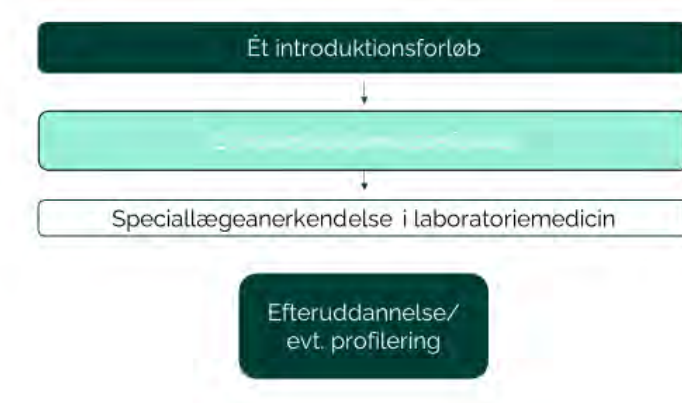 Ét introduktionsforløb
Speciallægeanerkendelse i laboratoriemedicin
Efteruddannelse/
evt. profilering